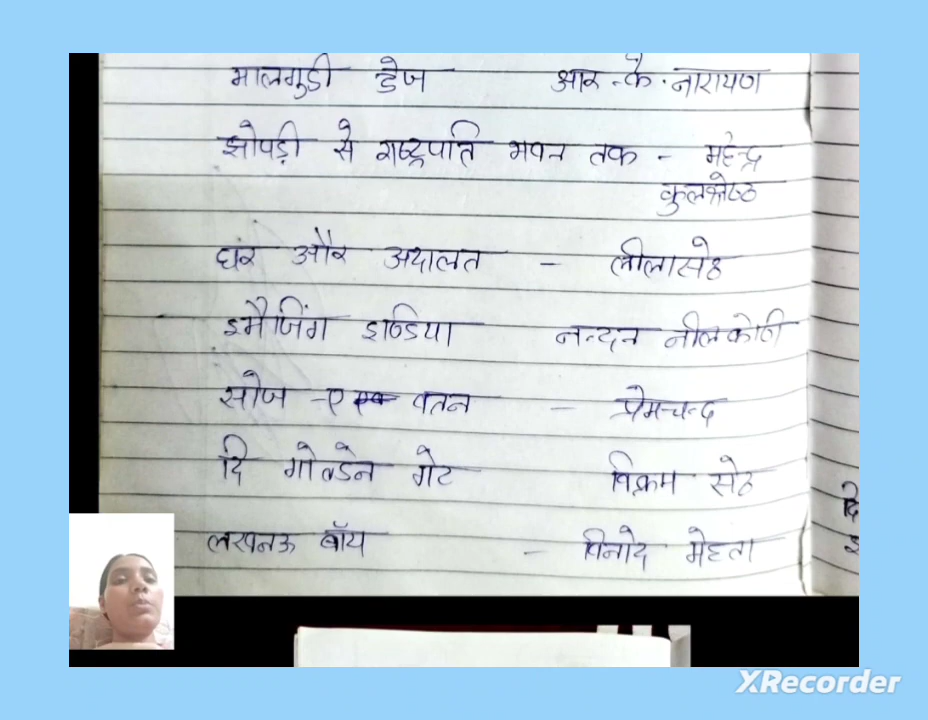 मालगुडी डेज आर.के.नारायण
झोपड़ी से राष्ट्रपति भवन तक - महेन्द्र
कुलश्रेष्ठ
घर और अदालत - लीलासेठ
इमैजिंग इण्डिया नन्दन नीलकोठी
सोज -ए वतन - प्रेमचन्द
दि गोल्डेन गेट विक्रम सेठ
लखनऊ बॉय - विनोद मेहता
XRecorder